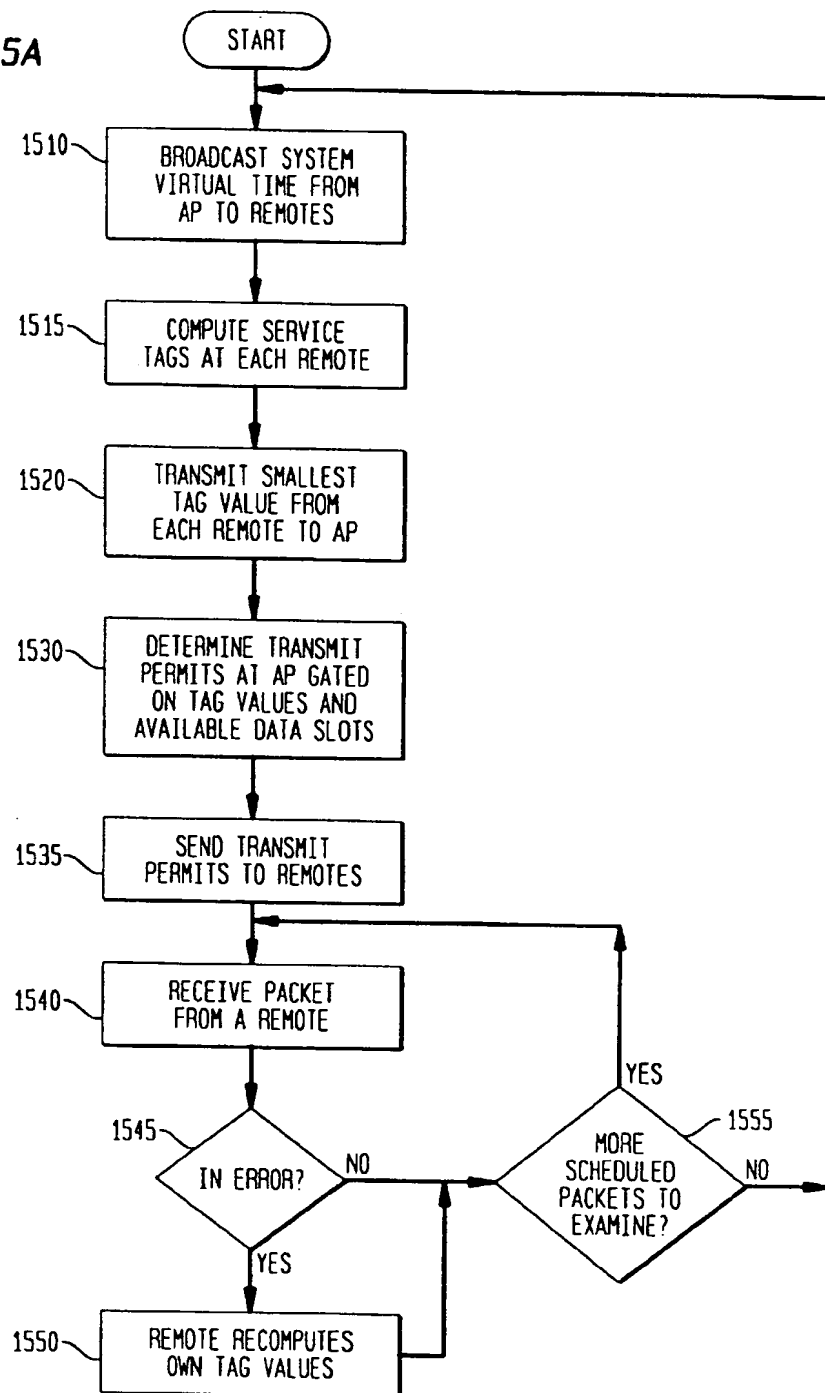 5A
START
1510
BROADCAST SYSTEM
VIRTUAL TIME FROM
AP TO REMOTES
1515
COMPUTE SERVICE
TAGS AT EACH REMOTE
1520
TRANSMIT SMALLEST
TAG VALUE FROM
EACH REMOTE TO AP
1530
DETERMINE TRANSMIT
PERMITS AT AP GATED
ON TAG VALUES AND
AVAILABLE DATA SLOTS
1535
SEND TRANSMIT
PERMITS TO REMOTES
1540
RECEIVE PACKET
FROM A REMOTE
YES
1545
IN ERROR?
NO
1555
MORE
SCHEDULED
PACKETS TO
EXAMINE?
NO
YES
1550
REMOTE RECOMPUTES
OWN TAG VALUES